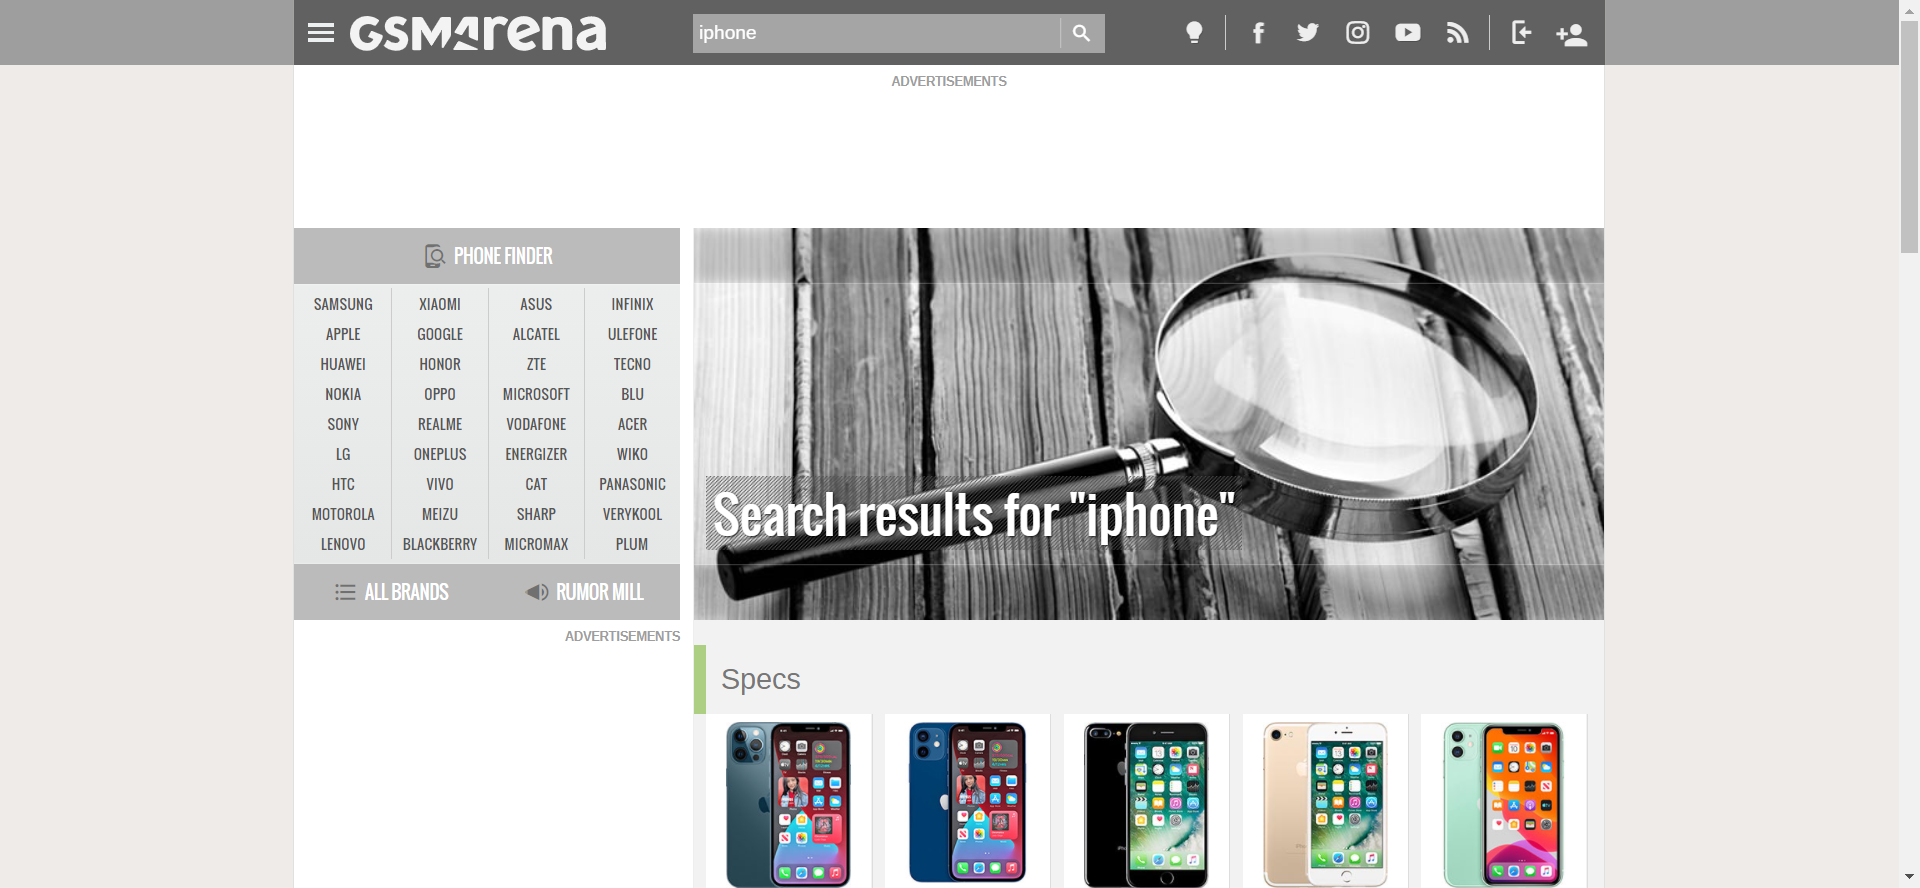 GSMArena
iphone
ADVERTISEMENTS
PHONE FINDER
SAMSUNG XIAOMI ASUS INFINIX
APPLE GOOGLE ALCATEL ULEFONE
HUAWEI HONOR ZTE TECNO
NOKIA OPPO MICROSOFT BLU
SONY REALME VODAFONE ACER
LG ONEPLUS ENERGIZER WIKO
HTC VIVO CAT PANASONIC
MOTOROLA MEIZU SHARP VERYKOOL
LENOVO BLACKBERRY MICROMAX PLUM
ALL BRANDS RUMOR MILL
ADVERTISEMENTS
Search results for "iphone"
Specs